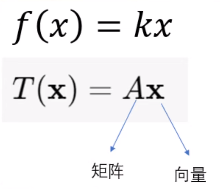 f(x) = kx
T(x) = Ax
矩阵
向量